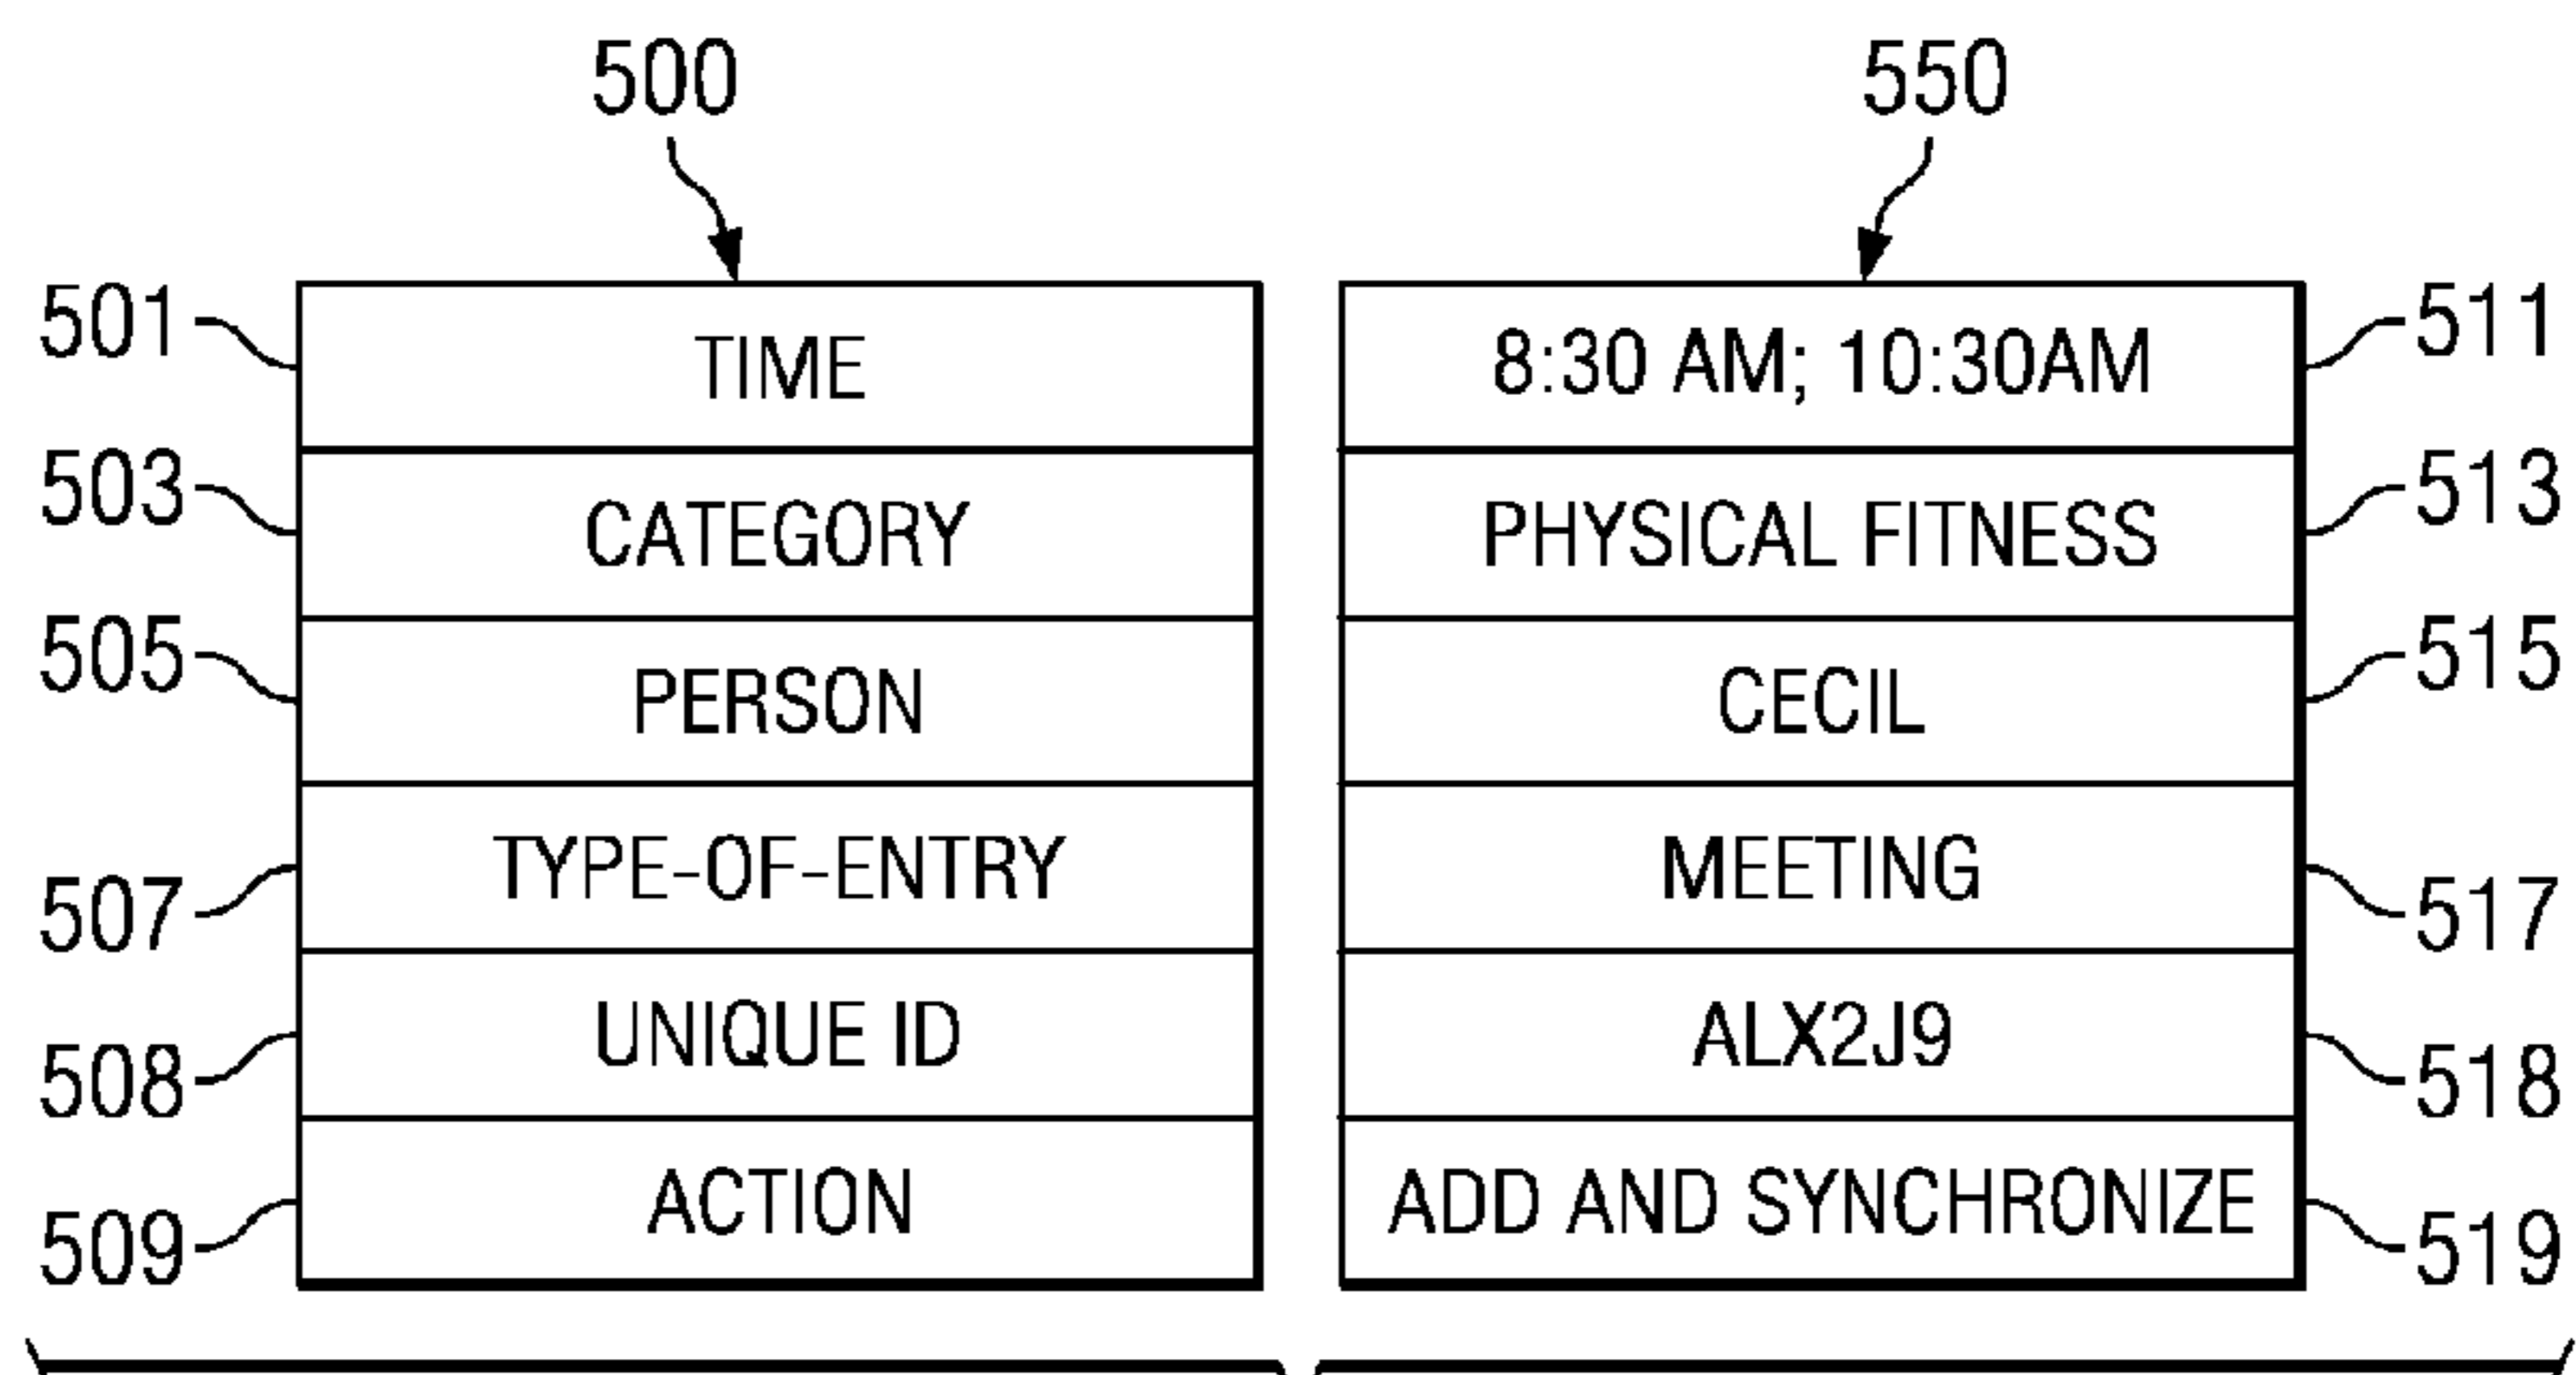 500 550
501 TIME 8:30 AM; 10:30AM 511
503 CATEGORY PHYSICAL FITNESS 513
505 PERSON CECIL 515
507 TYPE-OF-ENTRY MEETING 517
508 UNIQUE ID ALX2J9 518
509 ACTION ADD AND SYNCHRONIZE 519